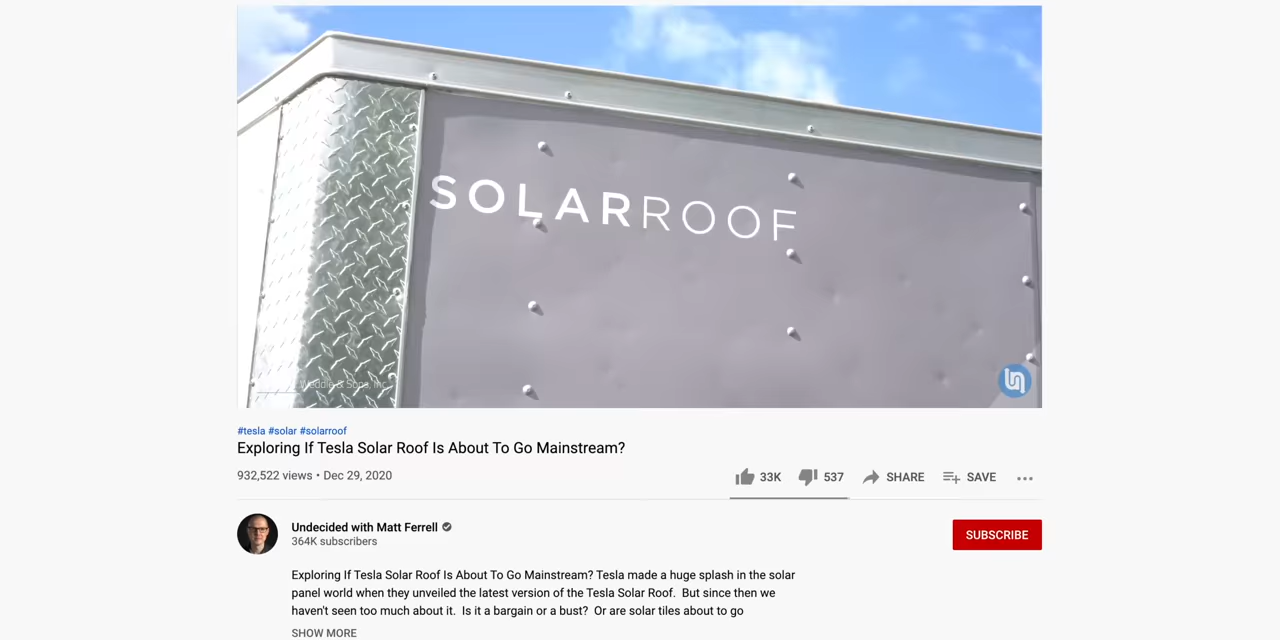 SOLARROOF
Weddle & Sons, Inc.
#tesla #solar #solarroof
Exploring If Tesla Solar Roof Is About To Go Mainstream?
932,522 views • Dec 29, 2020
33K
537
SHARE
SAVE
Undecided with Matt Ferrell
364K subscribers
SUBSCRIBE
Exploring If Tesla Solar Roof Is About To Go Mainstream? Tesla made a huge splash in the solar
panel world when they unveiled the latest version of the Tesla Solar Roof. But since then we
haven't seen too much about it. Is it a bargain or a bust? Or are solar tiles about to go
SHOW MORE